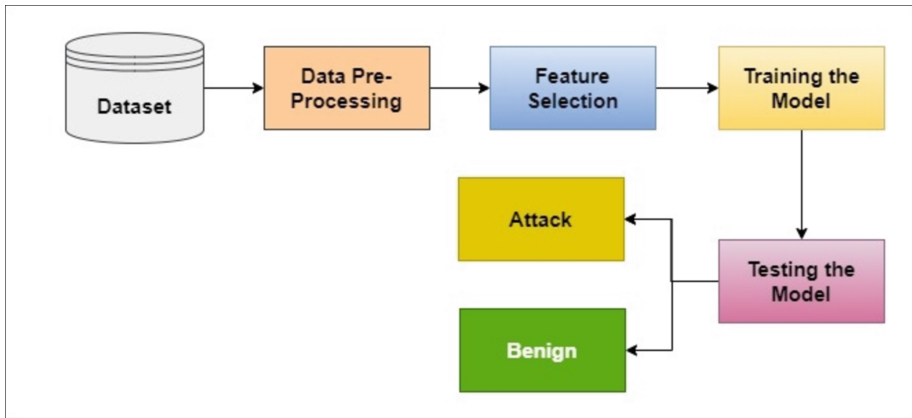 Dataset
Data Pre-
Processing
Feature
Selection
Training the
Model
Attack
Testing the
Model
Benign